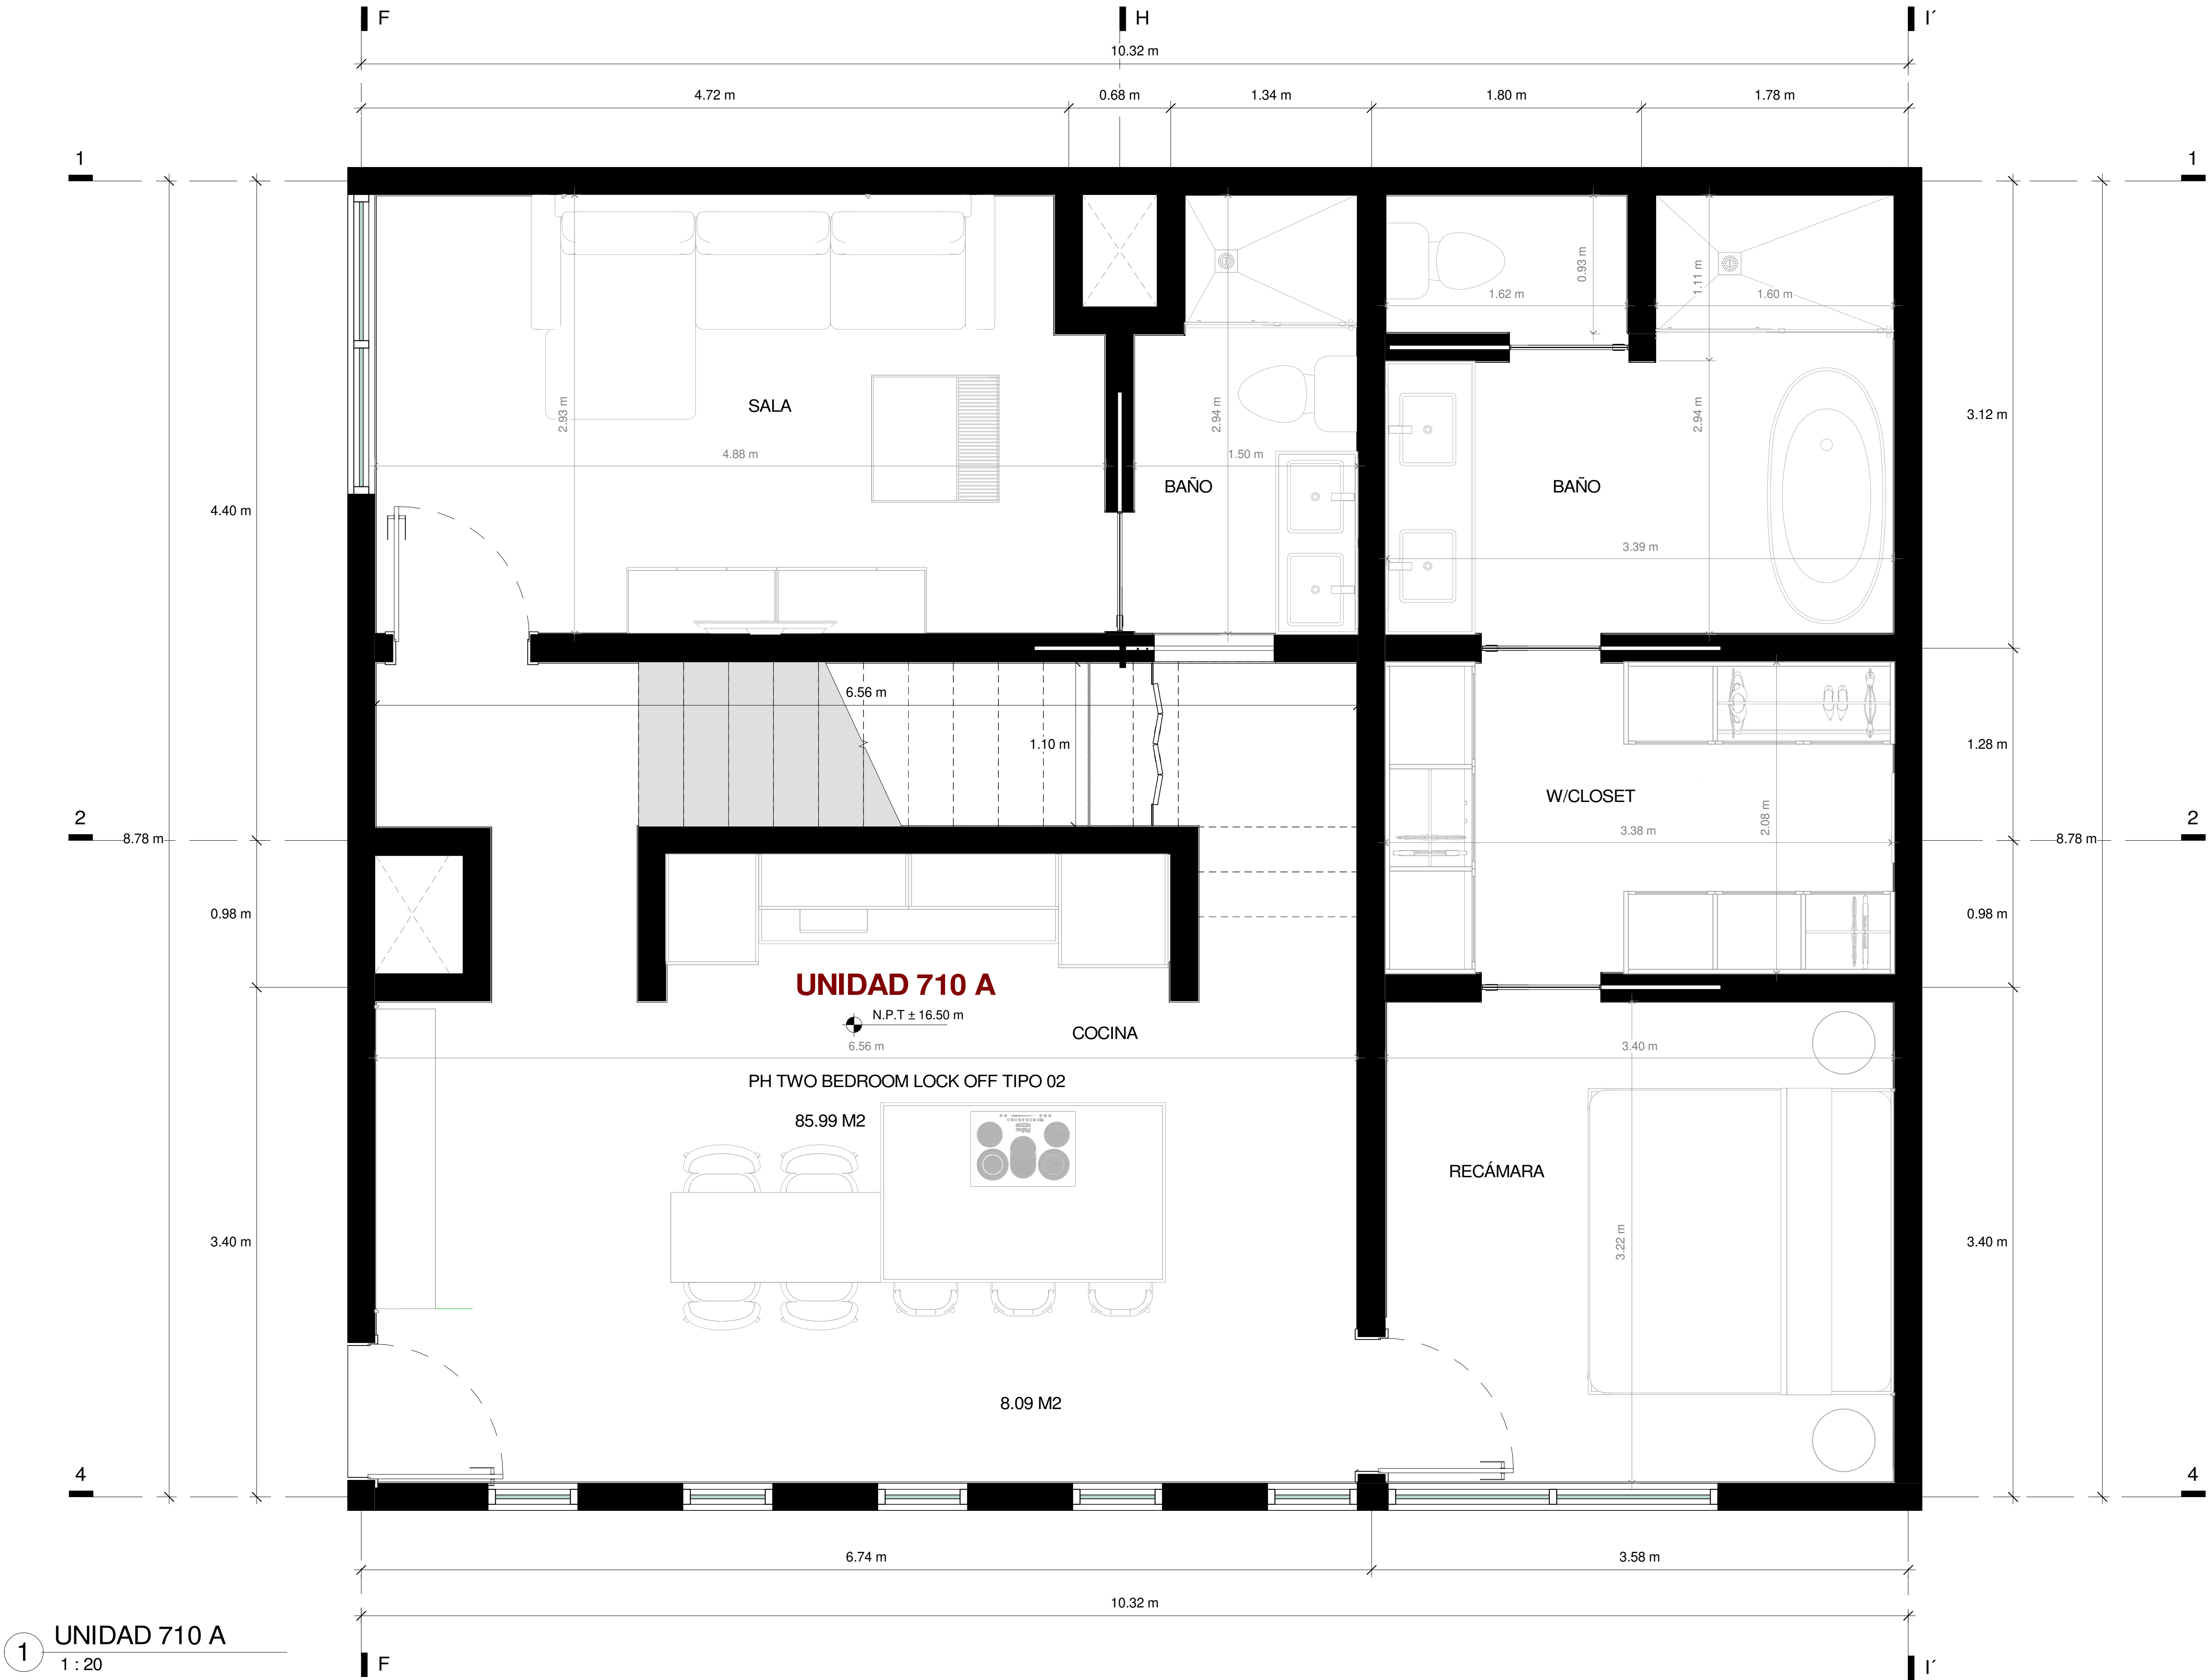 F
H
I´
10.32 m
4.72 m
0.68 m
1.34 m
1.80 m
1.78 m
1
1
0.93 m
1.11 m
1.62 m
1.60 m
SALA
2.93 m
2.94 m
2.94 m
3.12 m
4.88 m
1.50 m
BAÑO
BAÑO
4.40 m
3.39 m
6.56 m
1.10 m
1.28 m
W/CLOSET
2
2
8.78 m
3.38 m
2.08 m
8.78 m
0.98 m
0.98 m
UNIDAD 710 A
N.P.T ± 16.50 m
COCINA
6.56 m
3.40 m
PH TWO BEDROOM LOCK OFF TIPO 02
85.99 M2
RECÁMARA
3.40 m
3.22 m
3.40 m
8.09 M2
4
4
6.74 m
3.58 m
10.32 m
1
UNIDAD 710 A
1 : 20
F
I´